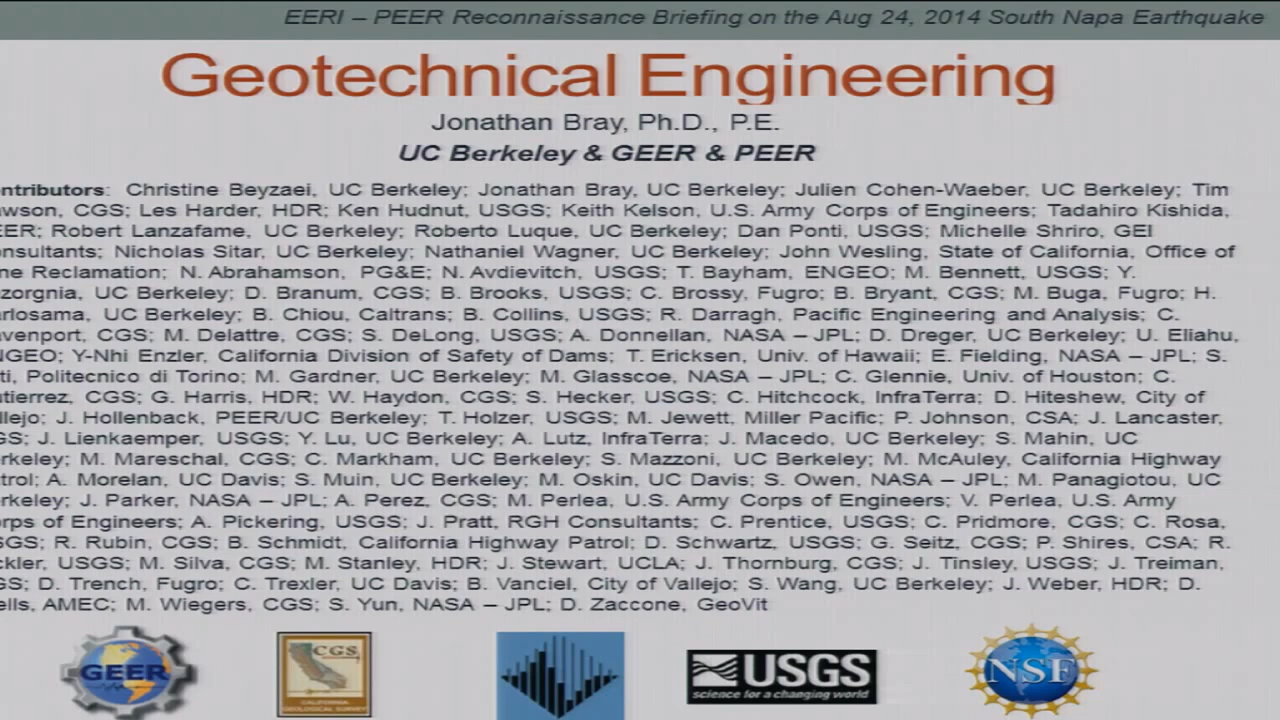 EERI – PEER Reconnaissance Briefing on the Aug 24, 2014 South Napa Earthquake
Geotechnical Engineering
Jonathan Bray, Ph.D., P.E.
UC Berkeley & GEER & PEER
ntributors: Christine Beyzaei, UC Berkeley; Jonathan Bray, UC Berkeley; Julien Cohen-Waeber, UC Berkeley; Tim
wson, CGS; Les Harder, HDR; Ken Hudnut, USGS; Keith Kelson, U.S. Army Corps of Engineers; Tadahiro Kishida,
EER; Robert Lanzafame, UC Berkeley; Roberto Luque, UC Berkeley; Dan Ponti, USGS; Michelle Shriro, GEI
onsultants; Nicholas Sitar, UC Berkeley; Nathaniel Wagner, UC Berkeley; John Wesling, State of California, Office of
ne Reclamation; N. Abrahamson, PG&E; N. Avdievitch, USGS; T. Bayham, ENGEO; M. Bennett, USGS; Y.
zorgnia, UC Berkeley; D. Branum, CGS; B. Brooks, USGS; C. Brossy, Fugro; B. Bryant, CGS; M. Buga, Fugro; H.
arlosama, UC Berkeley; B. Chiou, Caltrans; B. Collins, USGS; R. Darragh, Pacific Engineering and Analysis; C.
avenport, CGS; M. Delattre, CGS; S. DeLong, USGS; A. Donnellan, NASA – JPL; D. Dreger, UC Berkeley; U. Eliahu,
NGEO; Y-Nhi Enzler, California Division of Safety of Dams; T. Ericksen, Univ. of Hawaii; E. Fielding, NASA – JPL; S.
ti, Politecnico di Torino; M. Gardner, UC Berkeley; M. Glasscoe, NASA – JPL; C. Glennie, Univ. of Houston; C.
utierrez, CGS; G. Harris, HDR; W. Haydon, CGS; S. Hecker, USGS; C. Hitchcock, InfraTerra; D. Hiteshew, City of
llejo; J. Hollenback, PEER/UC Berkeley; T. Holzer, USGS; M. Jewett, Miller Pacific; P. Johnson, CSA; J. Lancaster,
GS; J. Lienkaemper, USGS; Y. Lu, UC Berkeley; A. Lutz, InfraTerra; J. Macedo, UC Berkeley; S. Mahin, UC
rkeley; M. Mareschal, CGS; C. Markham, UC Berkeley; S. Mazzoni, UC Berkeley; M. McAuley, California Highway
trol; A. Morelan, UC Davis; S. Muin, UC Berkeley; M. Oskin, UC Davis; S. Owen, NASA – JPL; M. Panagiotou, UC
erkeley; J. Parker, NASA – JPL; A. Perez, CGS; M. Perlea, U.S. Army Corps of Engineers; V. Perlea, U.S. Army
orps of Engineers; A. Pickering, USGS; J. Pratt, RGH Consultants; C. Prentice, USGS; C. Pridmore, CGS; C. Rosa,
SGS; R. Rubin, CGS; B. Schmidt, California Highway Patrol; D. Schwartz, USGS; G. Seitz, CGS; P. Shires, CSA; R.
ckler, USGS; M. Silva, CGS; M. Stanley, HDR; J. Stewart, UCLA; J. Thornburg, CGS; J. Tinsley, USGS; J. Treiman,
GS; D. Trench, Fugro; C. Trexler, UC Davis; B. Vanciel, City of Vallejo; S. Wang, UC Berkeley; J. Weber, HDR; D.
ells, AMEC; M. Wiegers, CGS; S. Yun, NASA – JPL; D. Zaccone, GeoVit
GEER
CGS
CALIFORNIA
GEOLOGICAL SURVEY
USGS
science for a changing world
NSF